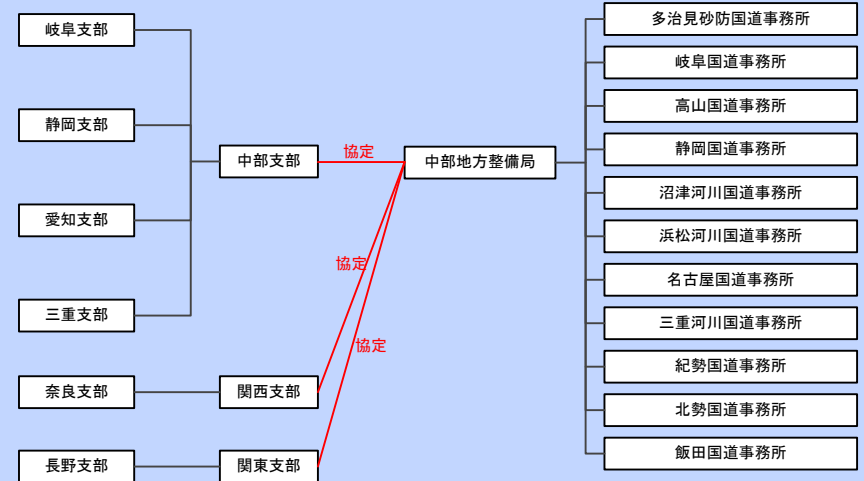 岐阜支部
静岡支部
愛知支部
三重支部
奈良支部
長野支部
中部支部
関西支部
関東支部
協定
協定
協定
中部地方整備局
多治見砂防国道事務所
岐阜国道事務所
高山国道事務所
静岡国道事務所
沼津河川国道事務所
浜松河川国道事務所
名古屋国道事務所
三重河川国道事務所
紀勢国道事務所
北勢国道事務所
飯田国道事務所